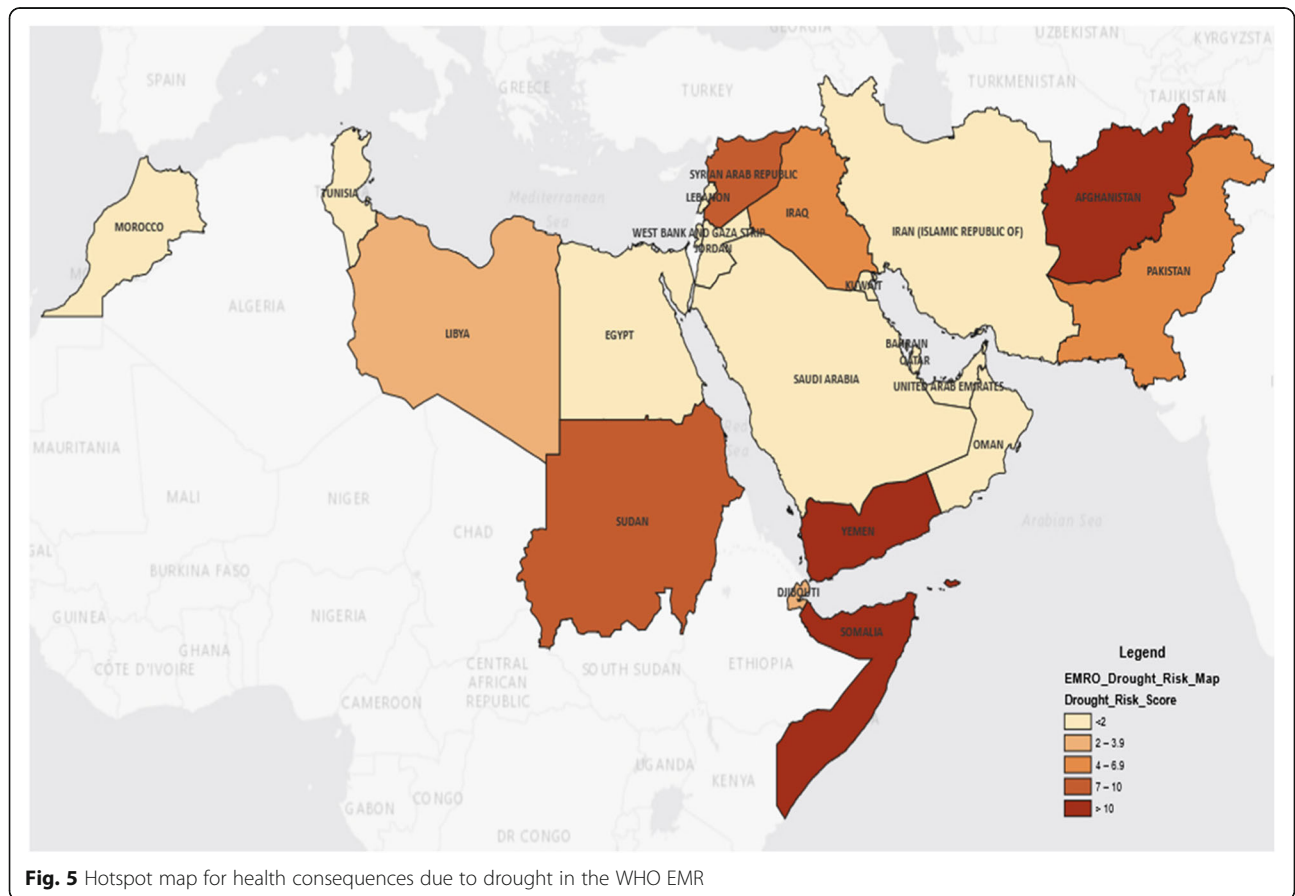 GEORGIA
UZBEKISTAN
KYRGYZSTA
SPAIN
GREECE
TURKEY
TURKMENISTAN
TAJIKISTAN
SYRIAN ARAB REPUBLIC
AFGHANISTAN
TUNISIA
Mediterranean
Sea
LEBANON
IRAQ
MOROCCO
WEST BANK AND GAZA STRIP
JORDAN
IRAN (ISLAMIC REPUBLIC OF)
PAKISTAN
ALGERIA
KUWAIT
LIBYA
EGYPT
BAHRAIN
QATAR
SAUDI ARABIA
UNITED ARAB EMIRATES
MAURITANIA
Red
Sea
OMAN
MALI
NIGER
CHAD
SUDAN
YEMEN
Arabian Sea
GAL
BURKINA FASO
DJIBOUTI
GUINEA
NIGERIA
SOMALIA
GHANA
CÔTE D'IVOIRE
CENTRAL
AFRICAN
REPUBLIC
SOUTH SUDAN
ETHIOPIA
CAMEROON
UGANDA
KENYA
GABON
CONGO
DR CONGO
Legend
EMRO_Drought_Risk_Map
Drought_Risk_Score
<2
2 – 3.9
4 – 6.9
7 – 10
> 10
Fig. 5 Hotspot map for health consequences due to drought in the WHO EMR